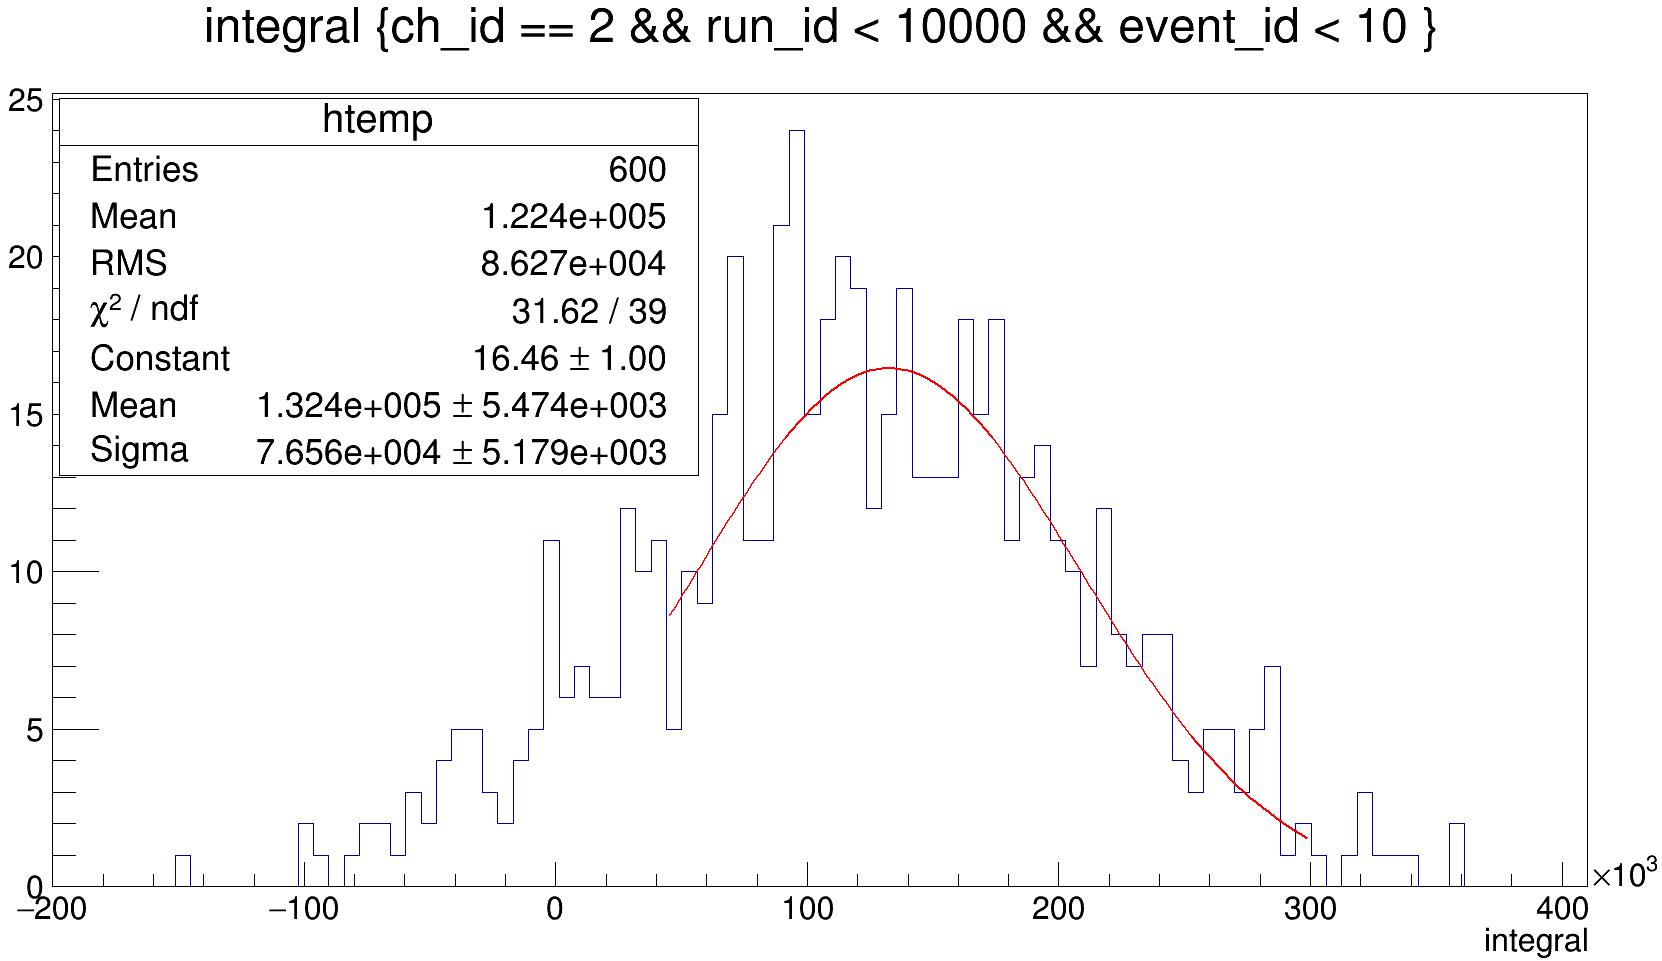 integral {ch_id == 2 && run_id < 10000 && event_id < 10 }
htemp
Entries 600
Mean 1.224e+005
RMS 8.627e+004
χ² / ndf 31.62 / 39
Constant 16.46 ± 1.00
Mean 1.324e+005 ± 5.474e+003
Sigma 7.656e+004 ± 5.179e+003
25
20
15
10
5
0
−200 −100 0 100 200 300 400
×10³
integral